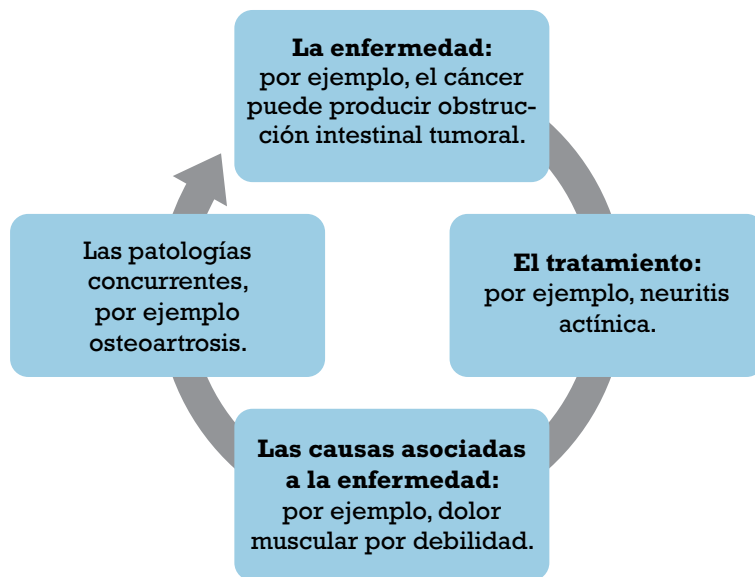 La enfermedad:
por ejemplo, el cáncer
puede producir obstruc-
ción intestinal tumoral.
El tratamiento:
por ejemplo, neuritis
actínica.
Las causas asociadas
a la enfermedad:
por ejemplo, dolor
muscular por debilidad.
Las patologías
concurrentes,
por ejemplo
osteoartrosis.